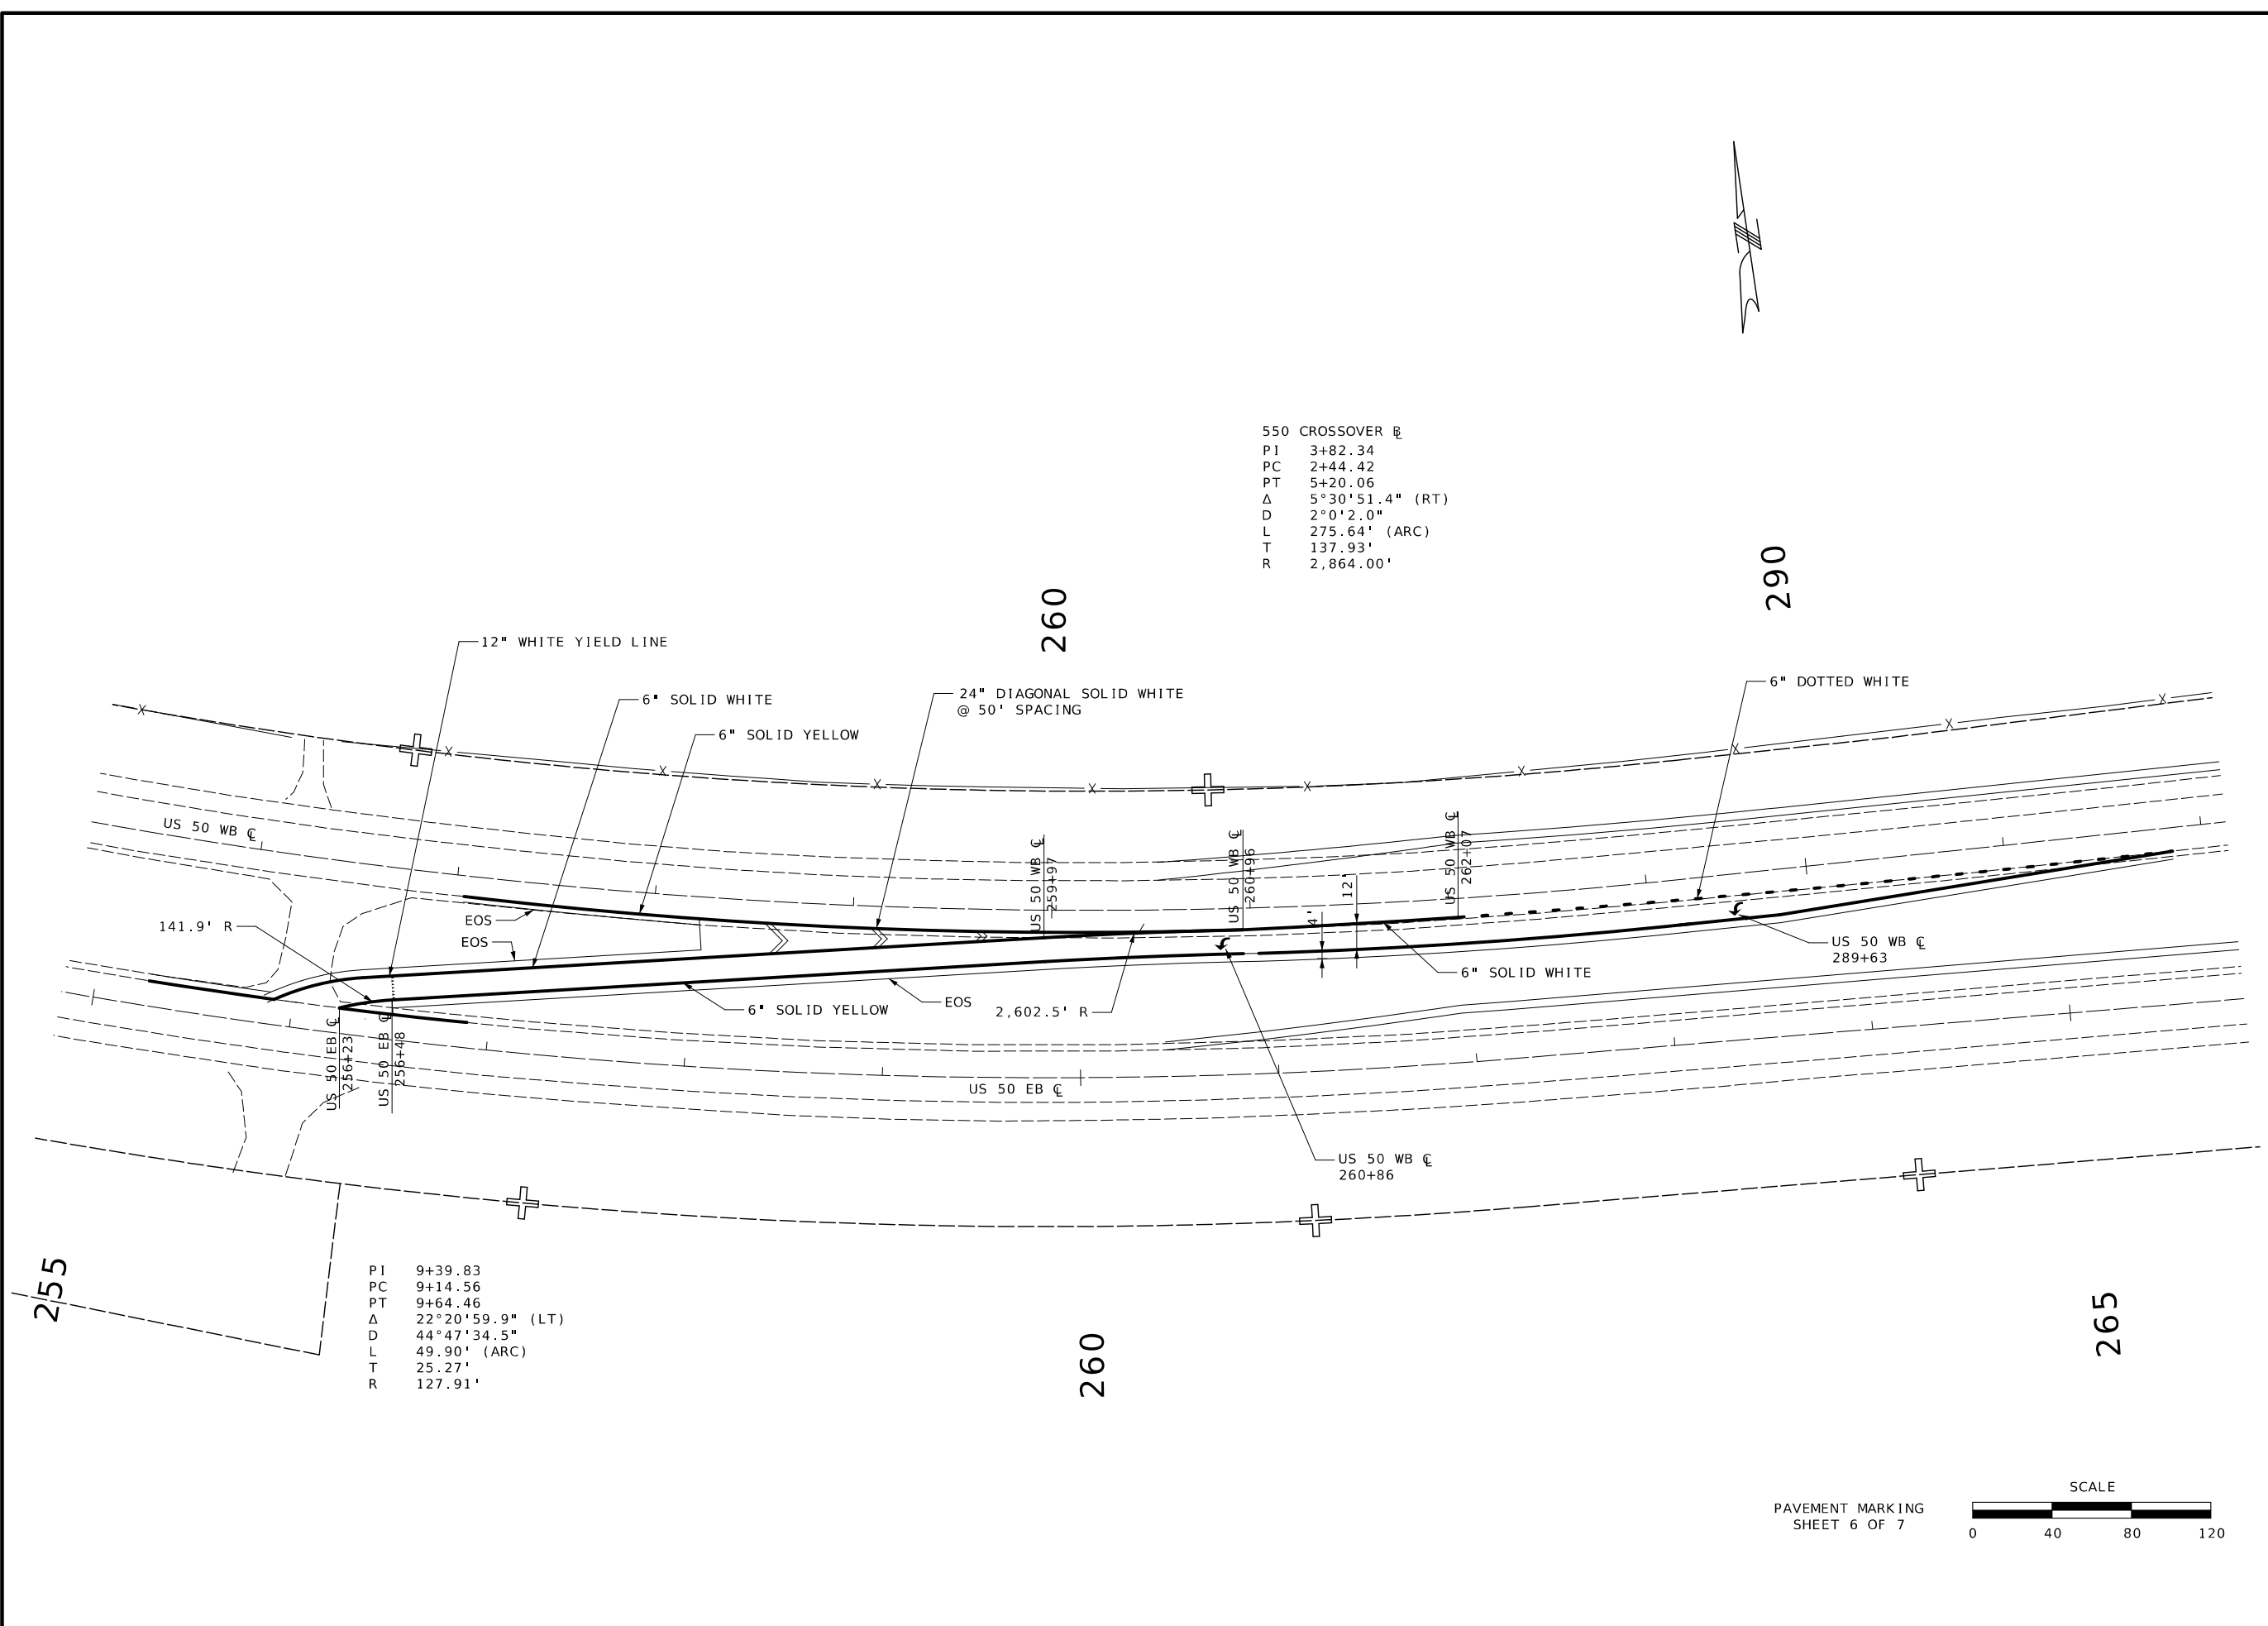 550 CROSSOVER ℄
PI 3+82.34
PC 2+44.42
PT 5+20.06
Δ 5°30'51.4" (RT)
D 2°0'2.0"
L 275.64' (ARC)
T 137.93'
R 2,864.00'
290
260
12" WHITE YIELD LINE
6" SOLID WHITE
24" DIAGONAL SOLID WHITE
@ 50' SPACING
6" SOLID YELLOW
6" DOTTED WHITE
X X X X X X X X X X
US 50 WB ℄
US 50 WB ℄
259+97
US 50 WB ℄
260+96
US 50 WB ℄
262+07
12'
4'
141.9' R
EOS
EOS
US 50 WB ℄
289+63
6" SOLID WHITE
6" SOLID YELLOW
EOS
2,602.5' R
US 50 EB ℄
256+23
US 50 EB ℄
256+48
US 50 EB ℄
US 50 WB ℄
260+86
255
PI 9+39.83
PC 9+14.56
PT 9+64.46
Δ 22°20'59.9" (LT)
D 44°47'34.5"
L 49.90' (ARC)
T 25.27'
R 127.91'
260
265
PAVEMENT MARKING
SHEET 6 OF 7
SCALE
0 40 80 120